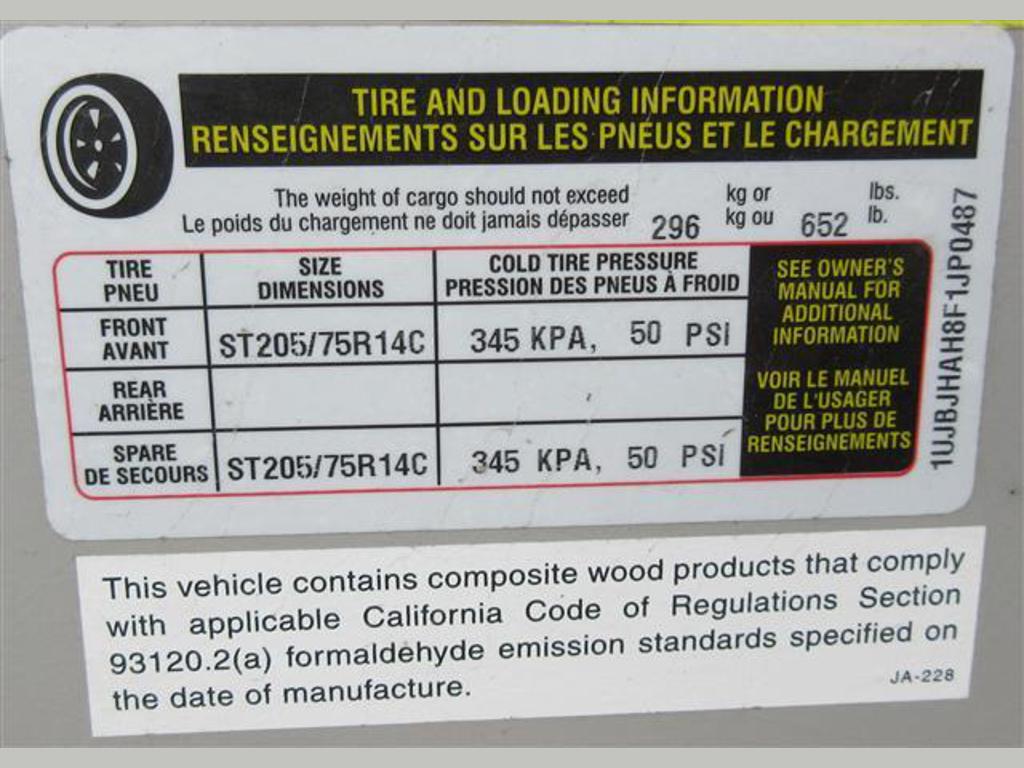 TIRE AND LOADING INFORMATION
RENSEIGNEMENTS SUR LES PNEUS ET LE CHARGEMENT
The weight of cargo should not exceed kg or lbs.
Le poids du chargement ne doit jamais dépasser 296 kg ou 652 lb.
TIRE SIZE COLD TIRE PRESSURE
PNEU DIMENSIONS PRESSION DES PNEUS À FROID
FRONT
AVANT ST205/75R14C 345 KPA, 50 PSI
REAR
ARRIÈRE
SPARE
DE SECOURS ST205/75R14C 345 KPA, 50 PSI
SEE OWNER'S
MANUAL FOR
ADDITIONAL
INFORMATION
VOIR LE MANUEL
DE L'USAGER
POUR PLUS DE
RENSEIGNEMENTS
1UJBJHAH8F1JP0487
This vehicle contains composite wood products that comply
with applicable California Code of Regulations Section
93120.2(a) formaldehyde emission standards specified on
the date of manufacture.
JA-228